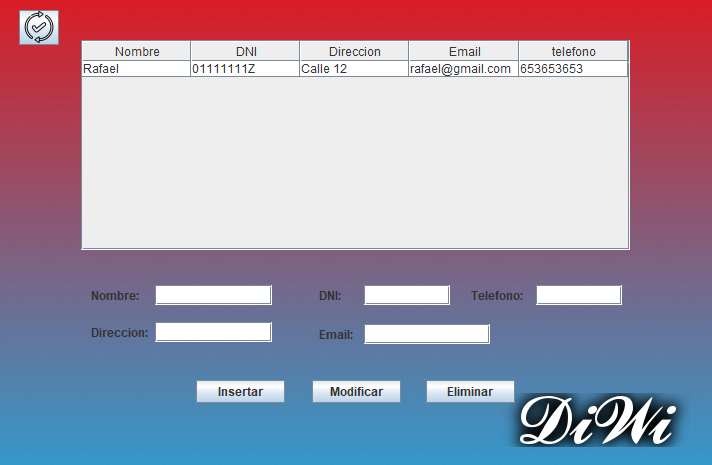 Nombre DNI Direccion Email telefono
Rafael 01111111Z Calle 12 rafael@gmail.com 653653653
Nombre: DNI: Telefono:
Direccion: Email:
Insertar Modificar Eliminar
DiWi